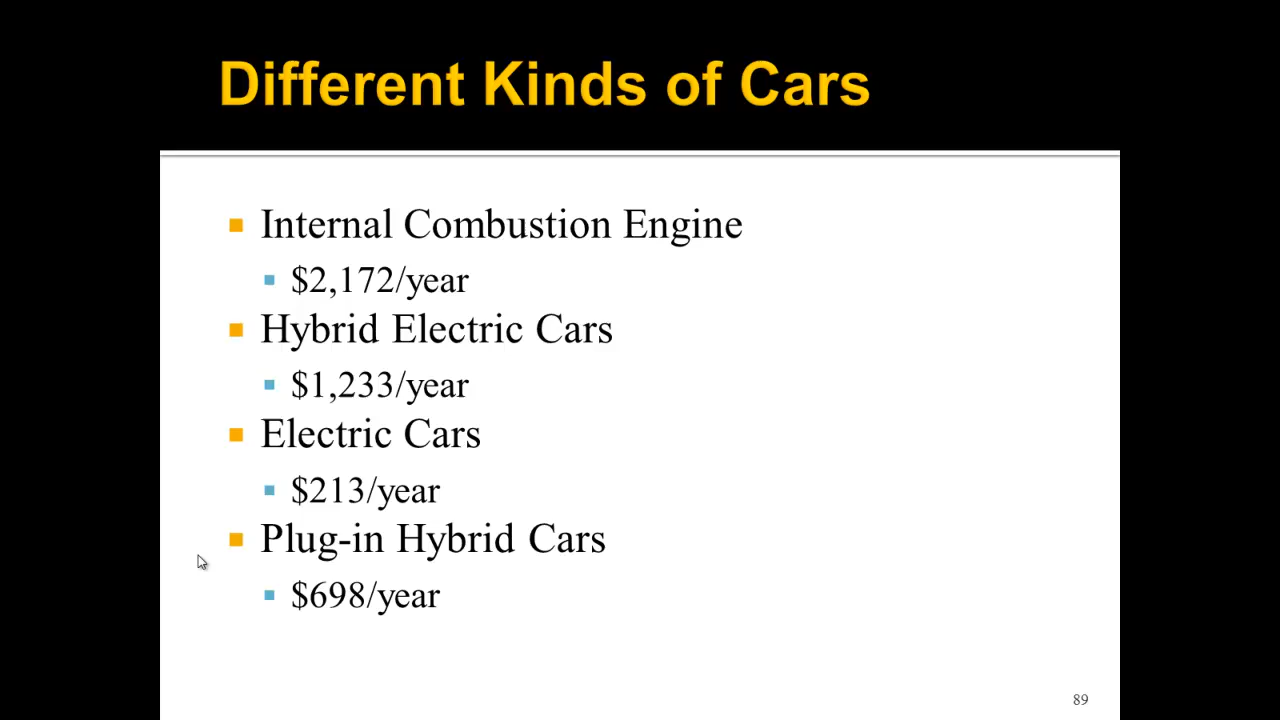 Different Kinds of Cars
Internal Combustion Engine
$2,172/year
Hybrid Electric Cars
$1,233/year
Electric Cars
$213/year
Plug-in Hybrid Cars
$698/year
89